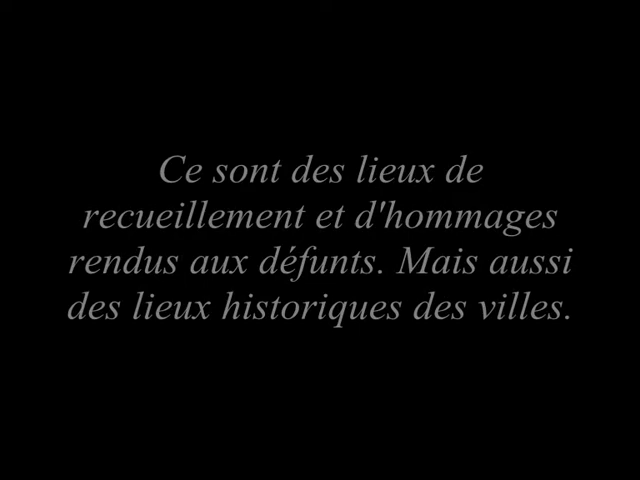 Ce sont des lieux de
recueillement et d'hommages
rendus aux défunts. Mais aussi
des lieux historiques des villes.